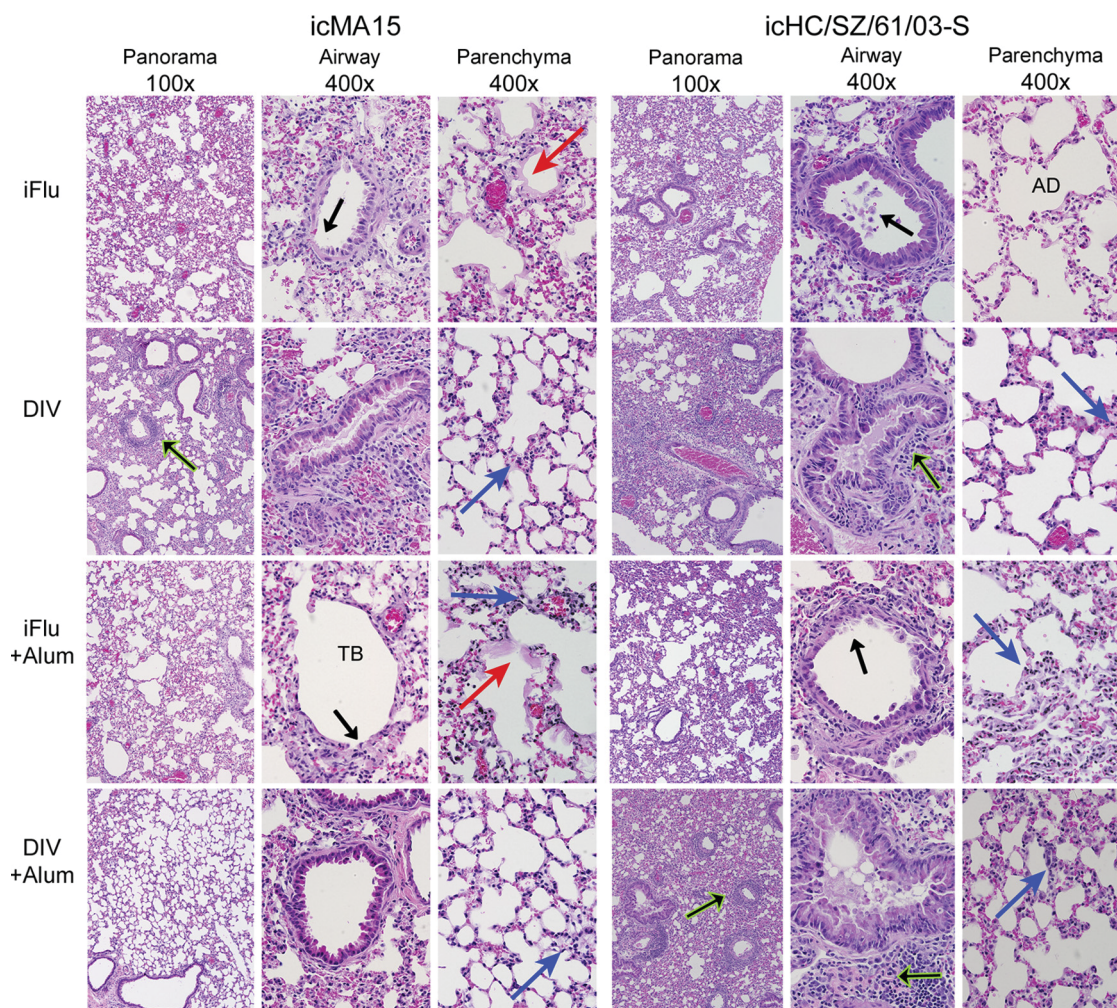 icMA15
icHC/SZ/61/03-S
Panorama
100x
Airway
400x
Parenchyma
400x
Panorama
100x
Airway
400x
Parenchyma
400x
iFlu
AD
DIV
iFlu
+Alum
TB
DIV
+Alum